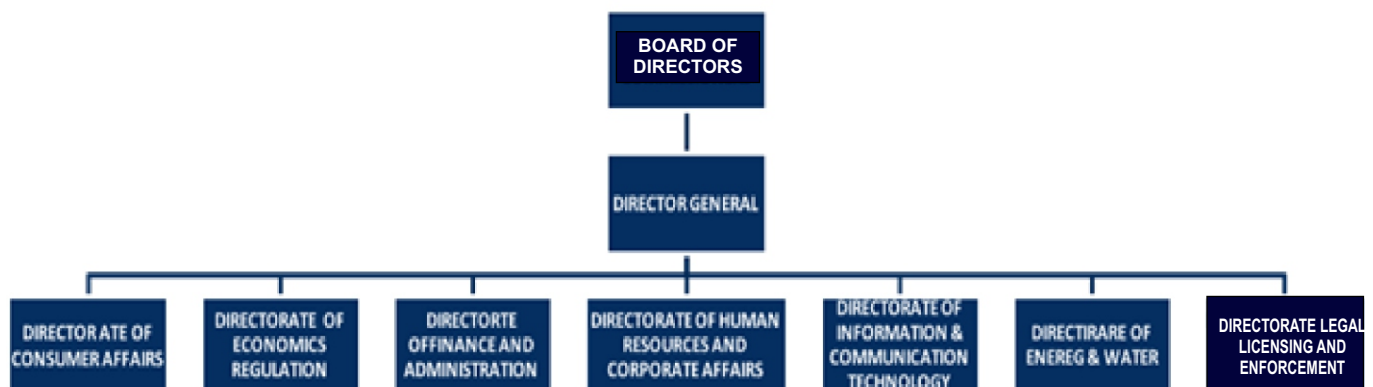 BOARD OF
DIRECTORS
DIRECTOR GENERAL
DIRECTOR ATE OF
CONSUMER AFFAIRS
DIRECTORATE OF
ECONOMICS
REGULATION
DIRECTORTE
OFFINANCE AND
ADMINISTRATION
DIRECTORATE OF HUMAN
RESOURCES AND
CORPORATE AFFAIRS
DIRECTORATE OF
INFORMATION &
COMMUNICATION
TECHNOLOGY
DIRECTIRARE OF
ENEREG & WATER
DIRECTORATE LEGAL
LICENSING AND
ENFORCEMENT